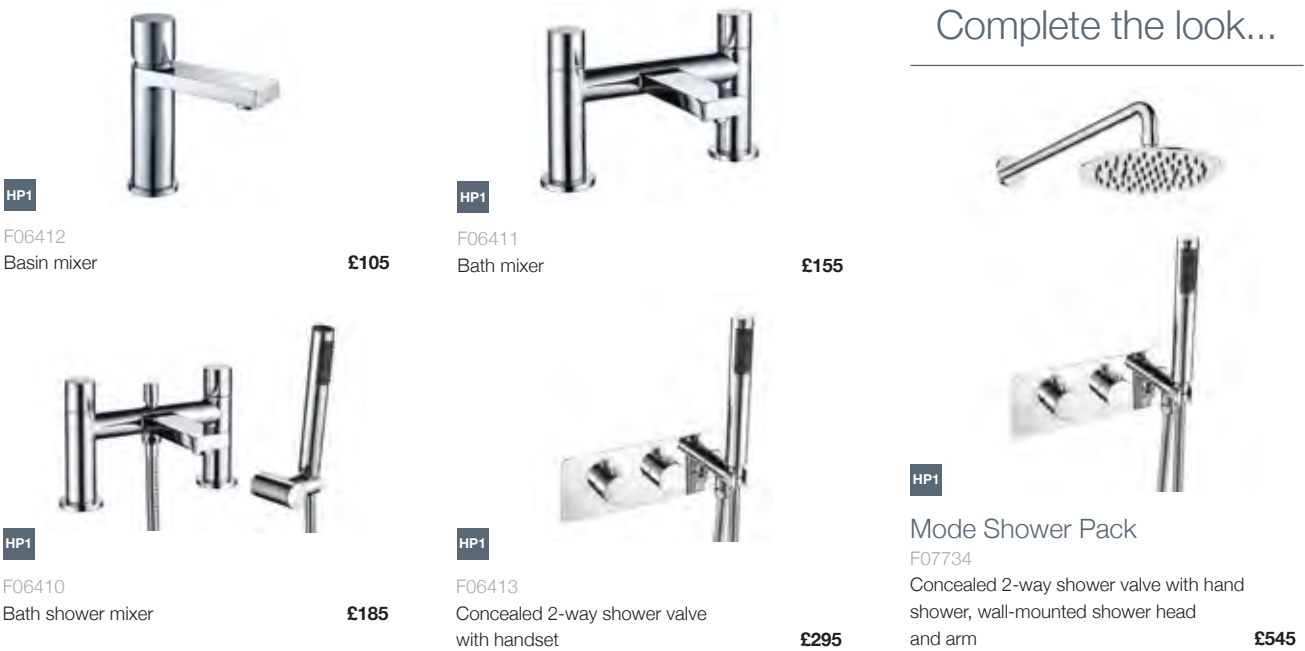 Complete the look...
HP1
F06412
Basin mixer £105
HP1
F06411
Bath mixer £155
HP1
F06410
Bath shower mixer £185
HP1
F06413
Concealed 2-way shower valve
with handset £295
HP1
Mode Shower Pack
F07734
Concealed 2-way shower valve with hand
shower, wall-mounted shower head
and arm £545